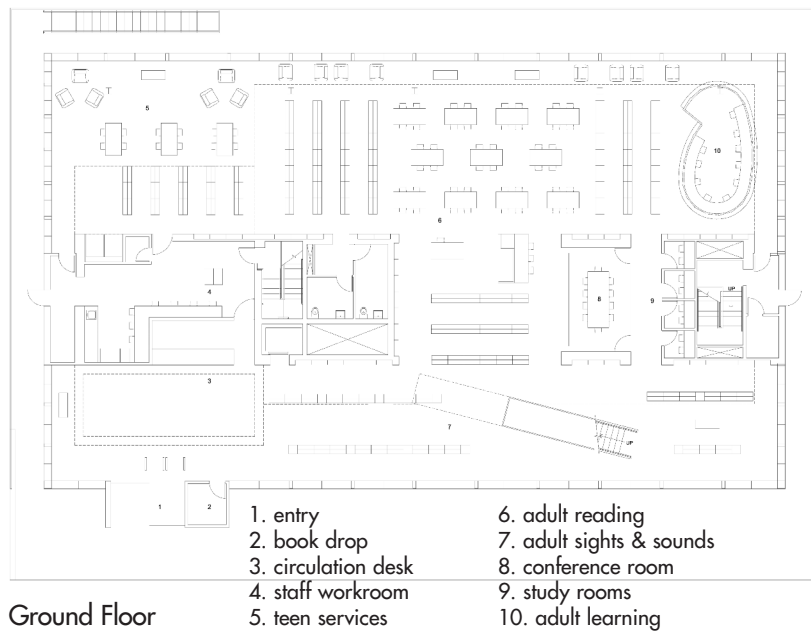 5
10
6
4
8
9
UP
3
7
UP
1
2
1. entry
2. book drop
3. circulation desk
4. staff workroom
5. teen services
6. adult reading
7. adult sights & sounds
8. conference room
9. study rooms
10. adult learning
Ground Floor